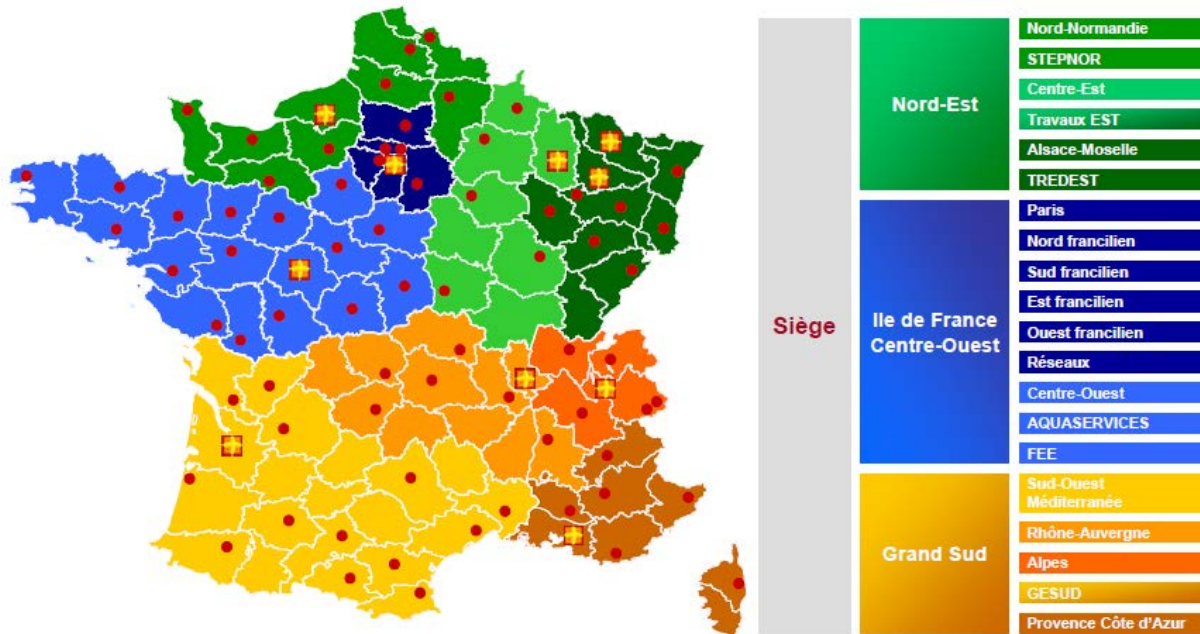 Siège
Nord-Est
Nord-Normandie
STEPNOR
Centre-Est
Travaux EST
Alsace-Moselle
TREDEST
Ile de France
Centre-Ouest
Paris
Nord francilien
Sud francilien
Est francilien
Ouest francilien
Réseaux
Centre-Ouest
AQUASERVICES
FEE
Grand Sud
Sud-Ouest
Méditerranée
Rhône-Auvergne
Alpes
GESUD
Provence Côte d'Azur